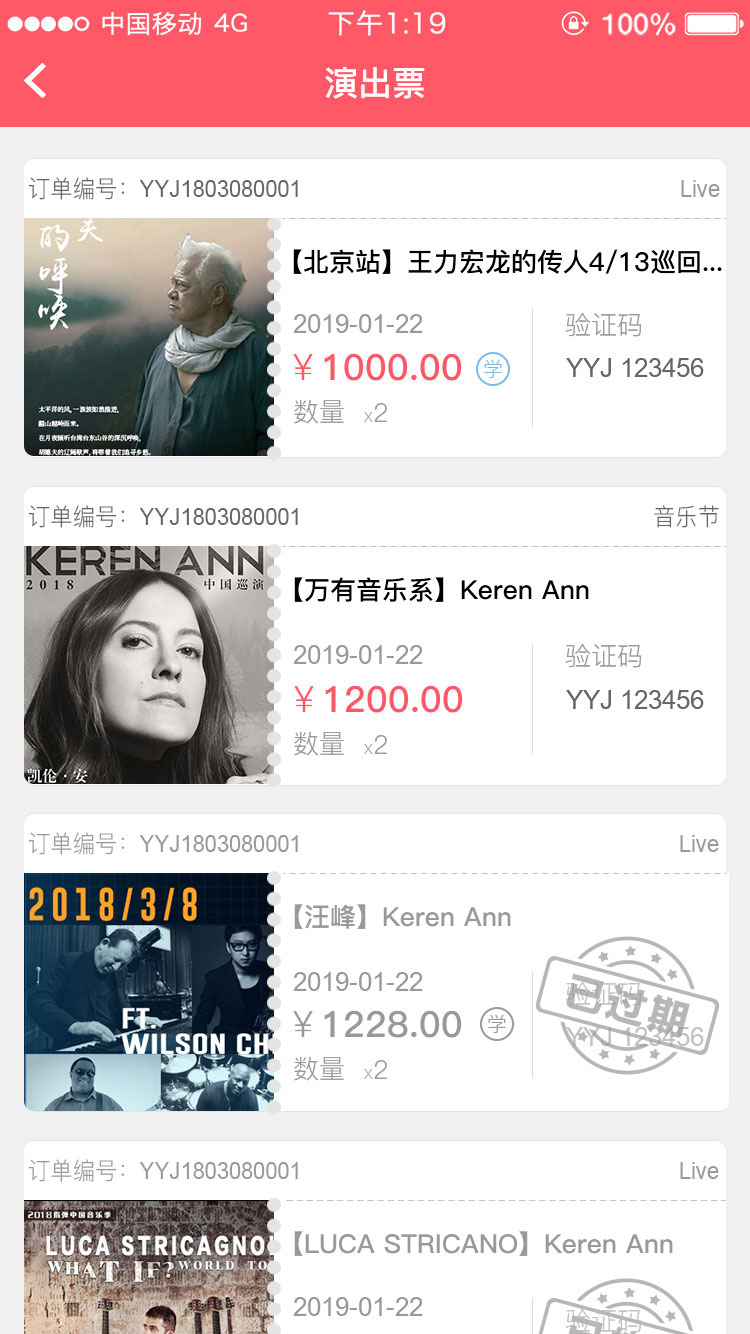 中国移动 4G 下午1:19 100%
演出票
订单编号：YYJ1803080001 Live
夫
的
呼
唤
太平洋的风,一波波如浪推进,
翻山越岭而来。
在月夜倾听台湾台东山谷的深沉呼唤,
胡德夫的辽阔歌声,将带着我们追寻乡愁。
【北京站】王力宏龙的传人4/13巡回...
2019-01-22 验证码
¥1000.00 学 YYJ 123456
数量 x2
订单编号：YYJ1803080001 音乐节
KEREN ANN
2018 中国巡演
凯伦·安
【万有音乐系】Keren Ann
2019-01-22 验证码
¥1200.00 YYJ 123456
数量 x2
订单编号：YYJ1803080001 Live
2018/3/8
FT.
WILSON CH
【汪峰】Keren Ann
2019-01-22 验证码
¥1228.00 学 YYJ 123456
已过期
数量 x2
订单编号：YYJ1803080001 Live
2018指弹中国音乐季
LUCA STRICAGNO
WHAT IF? WORLD TO
【LUCA STRICANO】Keren Ann
2019-01-22 验证码